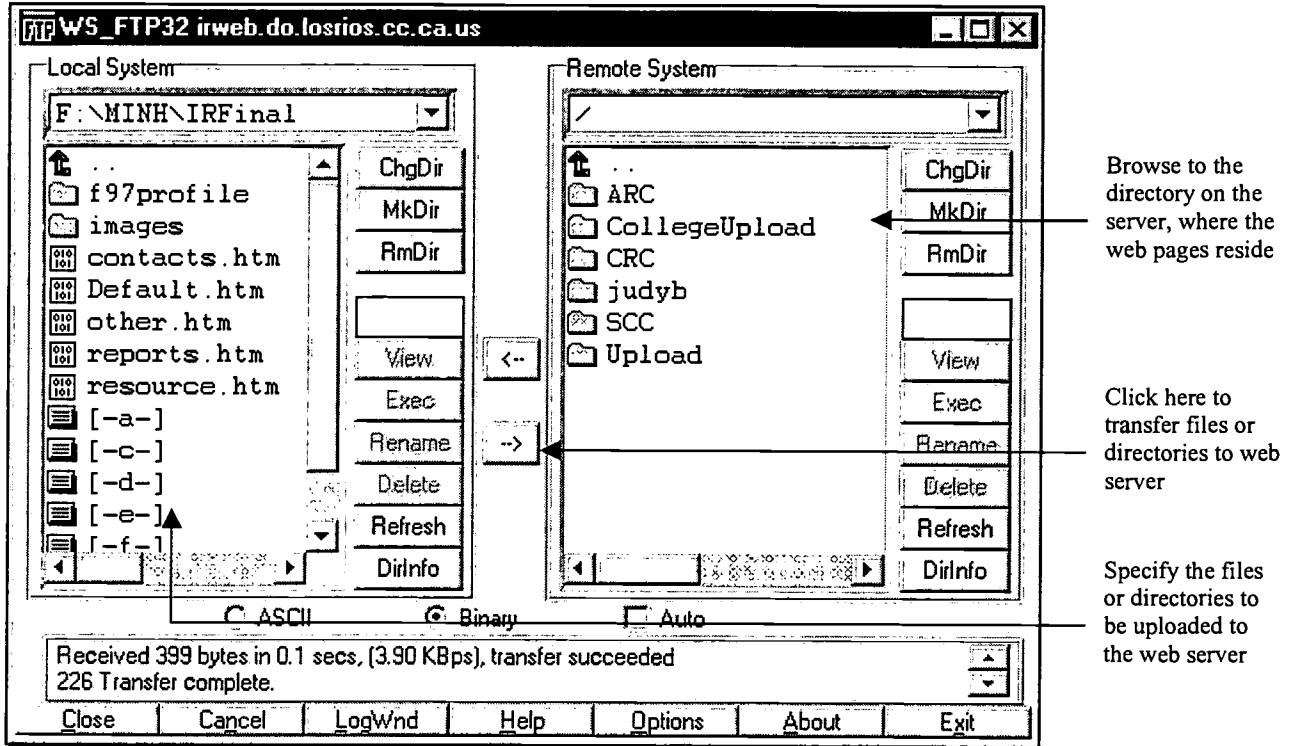 WS_FTP32 irweb.do.losrios.cc.ca.us
Local System
F:\MINH\IRFinal
..
f97profile
images
contacts.htm
Default.htm
other.htm
reports.htm
resource.htm
[-a-]
[-c-]
[-d-]
[-e-]
[-f-]
ChgDir
MkDir
RmDir
View
Exec
Rename
Delete
Refresh
DirInfo
<--
-->
Remote System
/
..
ARC
CollegeUpload
CRC
judyb
SCC
Upload
ChgDir
MkDir
RmDir
View
Exec
Rename
Delete
Refresh
DirInfo
ASCII
Binary
Auto
Received 399 bytes in 0.1 secs, (3.90 KBps), transfer succeeded
226 Transfer complete.
Close
Cancel
LogWnd
Help
Options
About
Exit
Browse to the
directory on the
server, where the
web pages reside
Click here to
transfer files or
directories to web
server
Specify the files
or directories to
be uploaded to
the web server